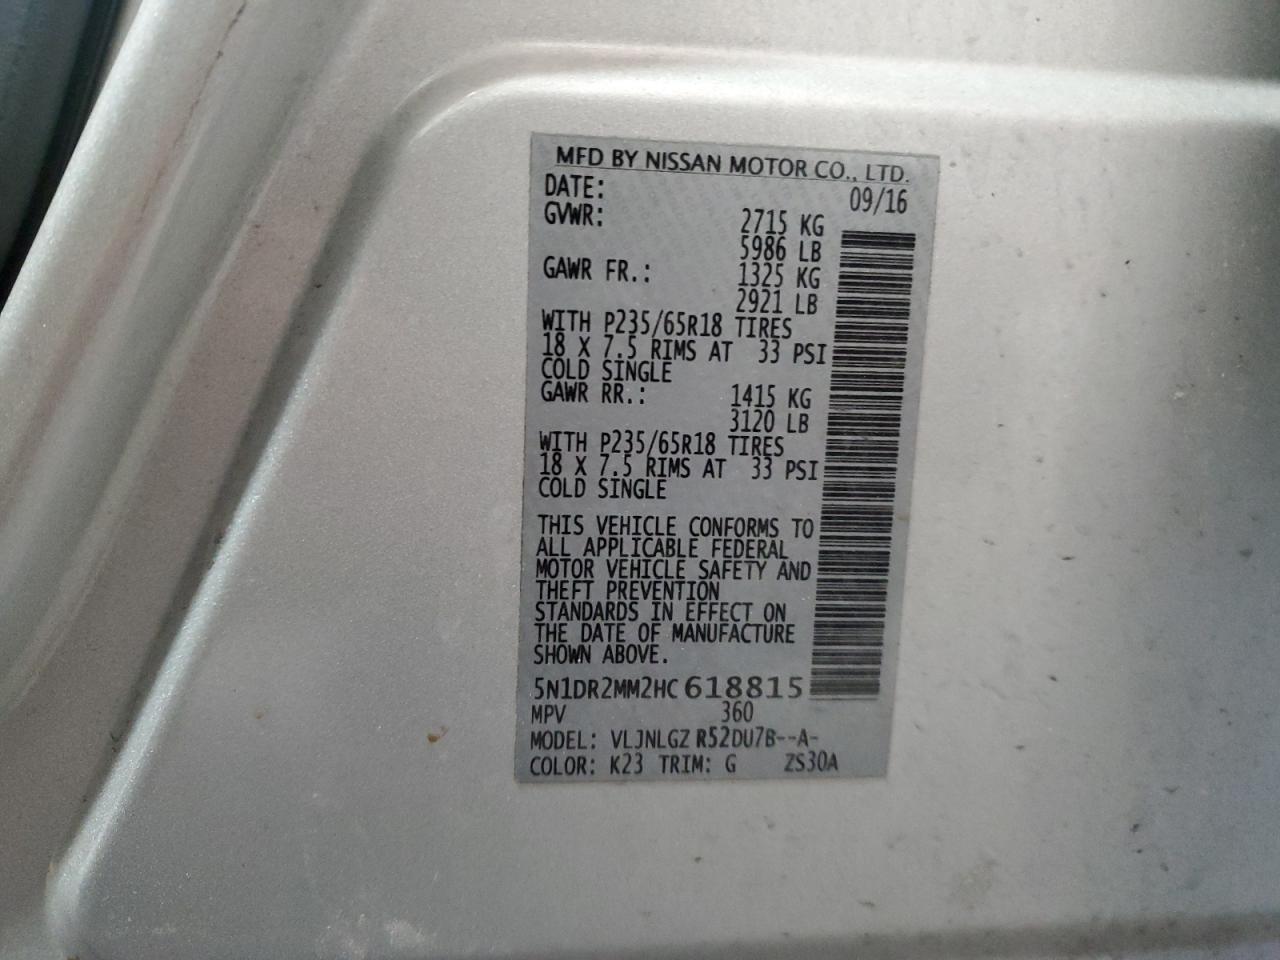 MFD BY NISSAN MOTOR CO., LTD.
DATE: 09/16
GVWR: 2715 KG
5986 LB
GAWR FR.: 1325 KG
2921 LB
WITH P235/65R18 TIRES
18 X 7.5 RIMS AT 33 PSI
COLD SINGLE
GAWR RR.: 1415 KG
3120 LB
WITH P235/65R18 TIRES
18 X 7.5 RIMS AT 33 PSI
COLD SINGLE
THIS VEHICLE CONFORMS TO
ALL APPLICABLE FEDERAL
MOTOR VEHICLE SAFETY AND
THEFT PREVENTION
STANDARDS IN EFFECT ON
THE DATE OF MANUFACTURE
SHOWN ABOVE.
5N1DR2MM2HC618815
MPV 360
MODEL: VLJNLGZ R52DU7B--A-
COLOR: K23 TRIM: G ZS30A